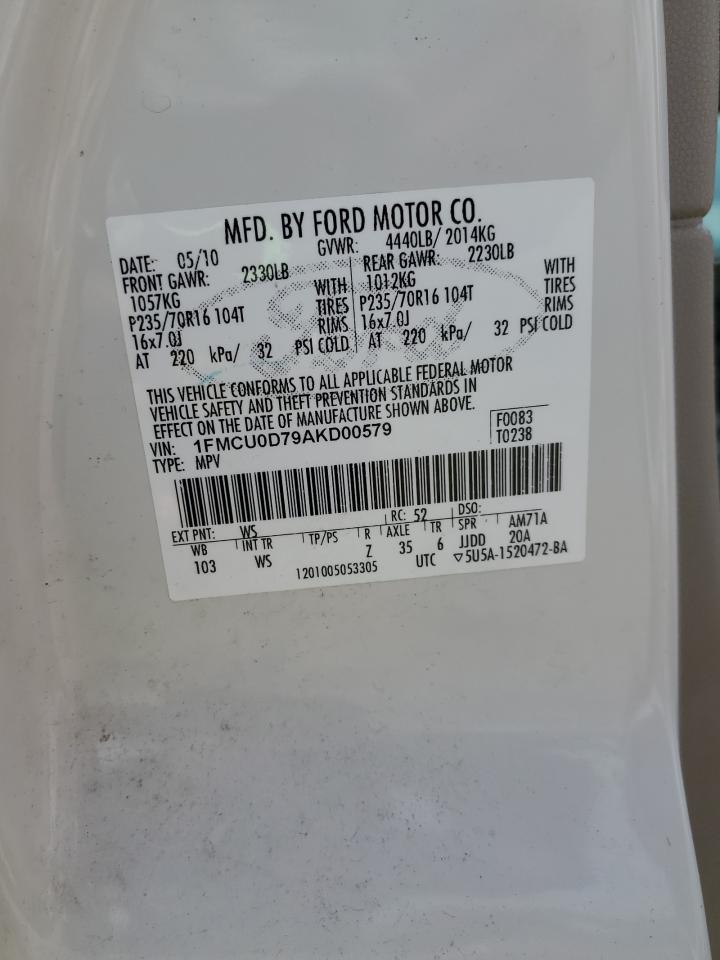 MFD. BY FORD MOTOR CO.
DATE: 05/10 GVWR: 4440LB/ 2014KG
FRONT GAWR: 2330LB REAR GAWR: 2230LB
1057KG WITH 1012KG WITH
P235/70R16 104T TIRES P235/70R16 104T TIRES
16x7.0J RIMS 16x7.0J RIMS
AT 220 kPa/ 32 PSI COLD AT 220 kPa/ 32 PSI COLD
THIS VEHICLE CONFORMS TO ALL APPLICABLE FEDERAL MOTOR
VEHICLE SAFETY AND THEFT PREVENTION STANDARDS IN
EFFECT ON THE DATE OF MANUFACTURE SHOWN ABOVE.
VIN: 1FMCU0D79AKD00579 F0083
TYPE: MPV T0238
EXT PNT: WS RC: 52 DSO:
WB INT TR TP/PS R AXLE TR SPR AM71A
103 WS Z 35 6 JJDD 20A
1201005053305 UTC ▽5U5A-1520472-BA